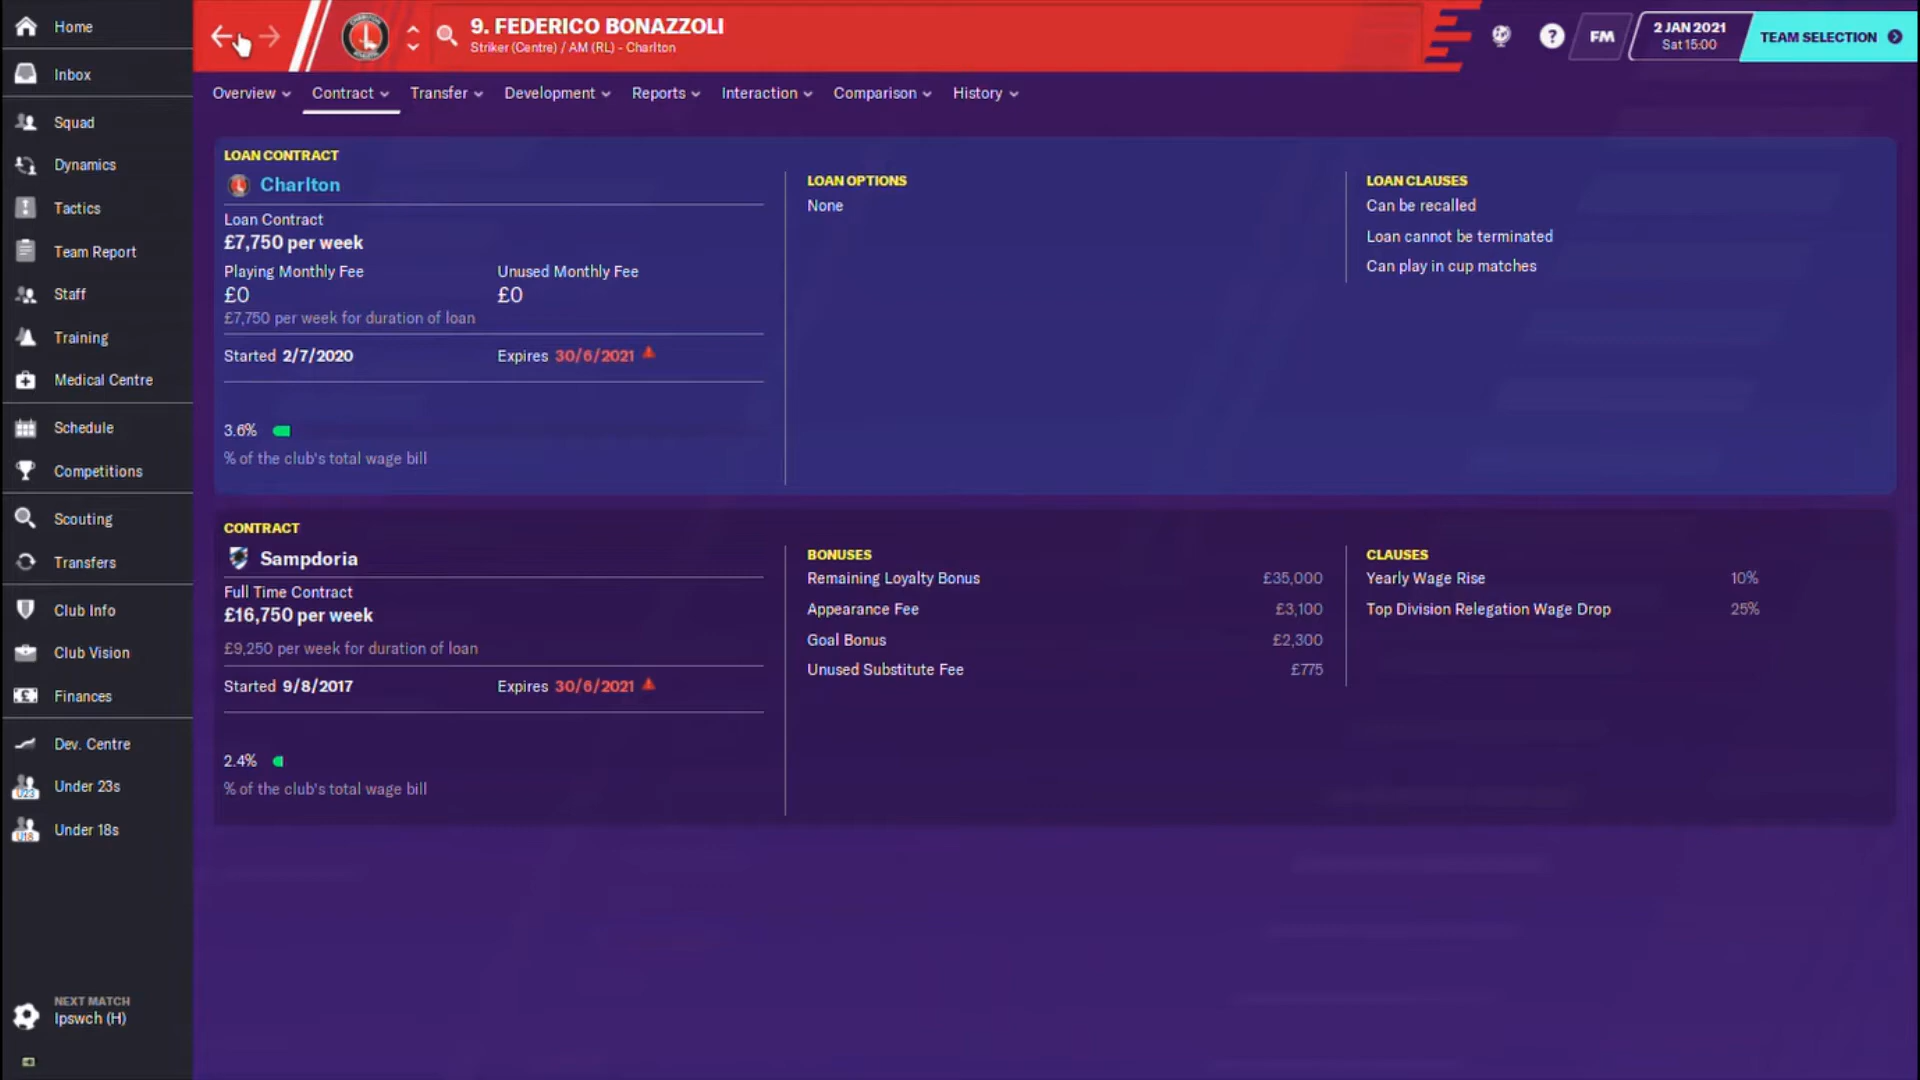 Home
Inbox
Squad
Dynamics
Tactics
Team Report
Staff
Training
Medical Centre
Schedule
Competitions
Scouting
Transfers
Club Info
Club Vision
Finances
Dev. Centre
U23
Under 23s
U18
Under 18s
NEXT MATCH
Ipswch (H)
9. FEDERICO BONAZZOLI
Striker (Centre) / AM (RL) - Charlton
? FM
2 JAN 2021
Sat 15:00
TEAM SELECTION
Overview Contract Transfer Development Reports Interaction Comparison History
LOAN CONTRACT
Charlton
Loan Contract
£7,750 per week
Playing Monthly Fee Unused Monthly Fee
£0 £0
£7,750 per week for duration of loan
Started 2/7/2020 Expires 30/6/2021
3.6%
% of the club's total wage bill
LOAN OPTIONS
None
LOAN CLAUSES
Can be recalled
Loan cannot be terminated
Can play in cup matches
CONTRACT
Sampdoria
Full Time Contract
£16,750 per week
£9,250 per week for duration of loan
Started 9/8/2017 Expires 30/6/2021
2.4%
% of the club's total wage bill
BONUSES
Remaining Loyalty Bonus £35,000
Appearance Fee £3,100
Goal Bonus £2,300
Unused Substitute Fee £775
CLAUSES
Yearly Wage Rise 10%
Top Division Relegation Wage Drop 25%